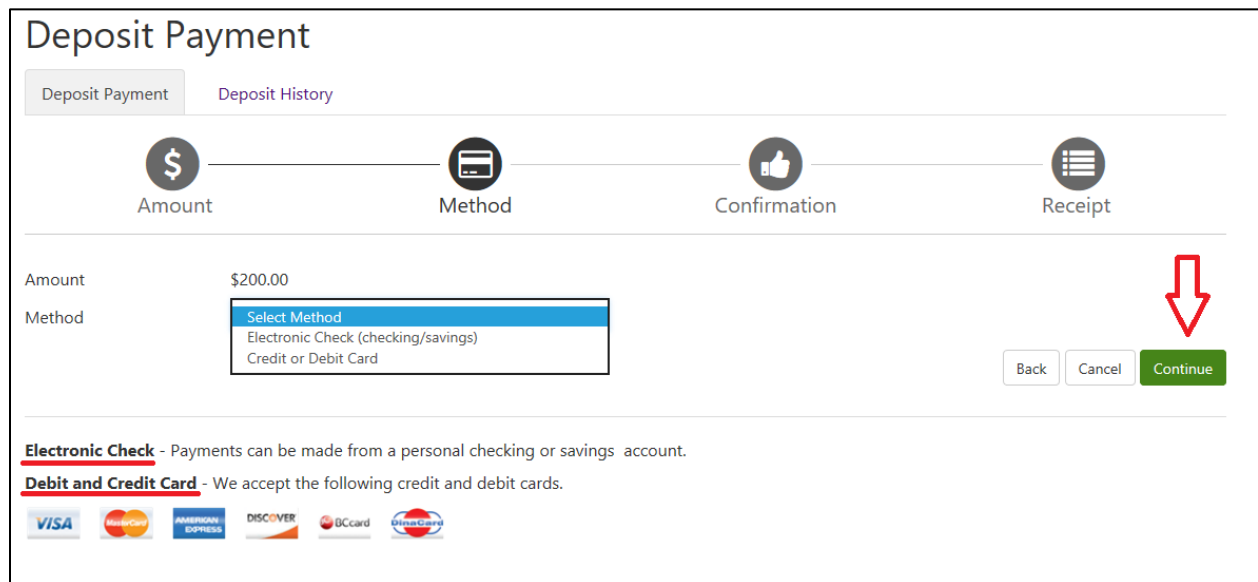 Deposit Payment
Deposit Payment Deposit History
$
Amount Method Confirmation Receipt
Amount $200.00
Method Select Method
Electronic Check (checking/savings)
Credit or Debit Card
Back Cancel Continue
Electronic Check - Payments can be made from a personal checking or savings account.
Debit and Credit Card - We accept the following credit and debit cards.
VISA MasterCard AMERICAN EXPRESS DISCOVER BCcard DinaCard